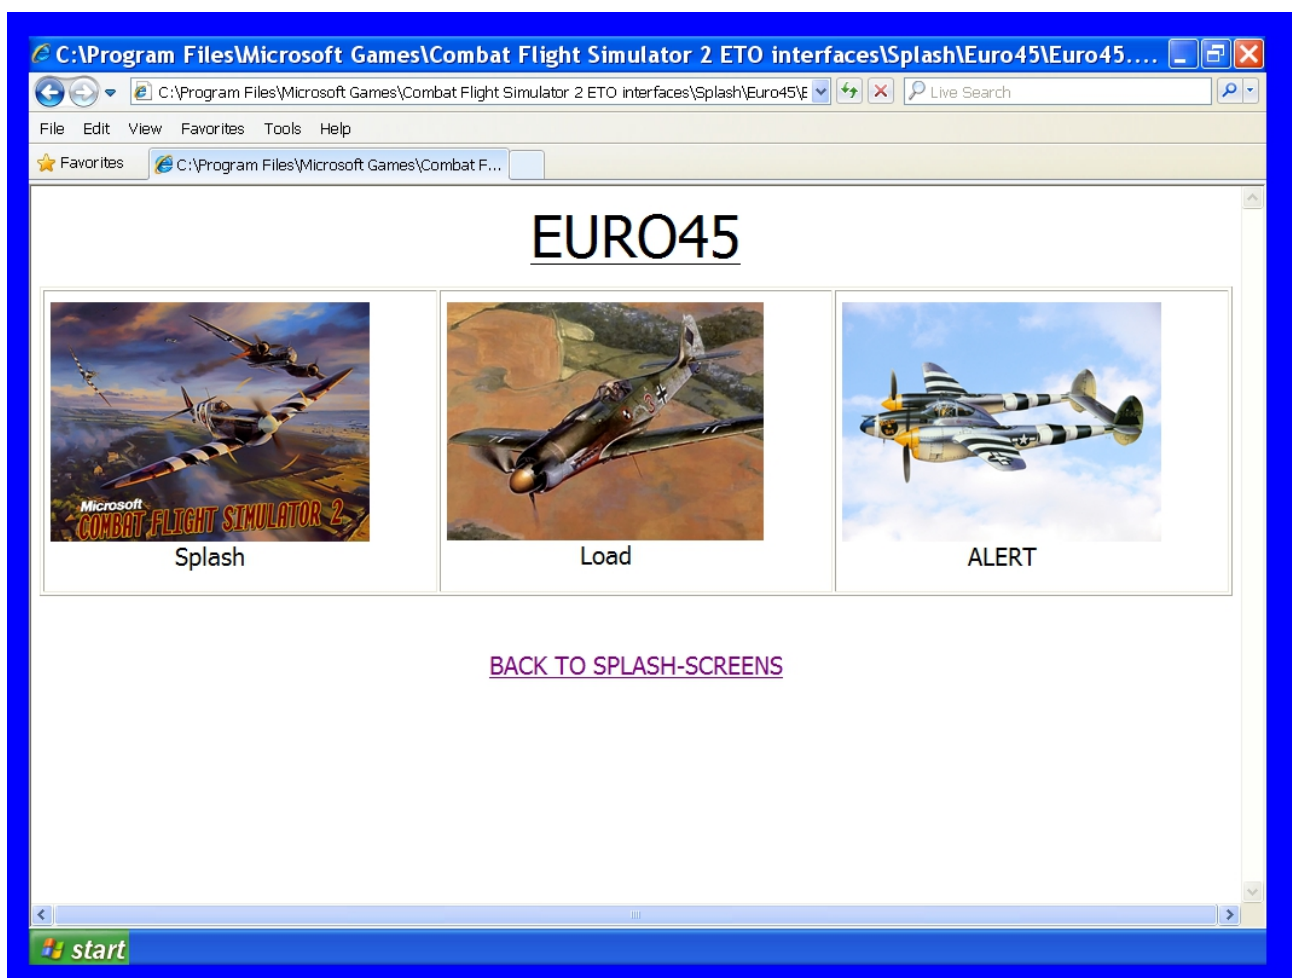 C:\Program Files\Microsoft Games\Combat Flight Simulator 2 ETO interfaces\Splash\Euro45\Euro45....
C:\Program Files\Microsoft Games\Combat Flight Simulator 2 ETO interfaces\Splash\Euro45\E
Live Search
File Edit View Favorites Tools Help
Favorites
C:\Program Files\Microsoft Games\Combat F...
EURO45
Microsoft
COMBAT FLIGHT SIMULATOR 2
Splash
Load
ALERT
BACK TO SPLASH-SCREENS
start